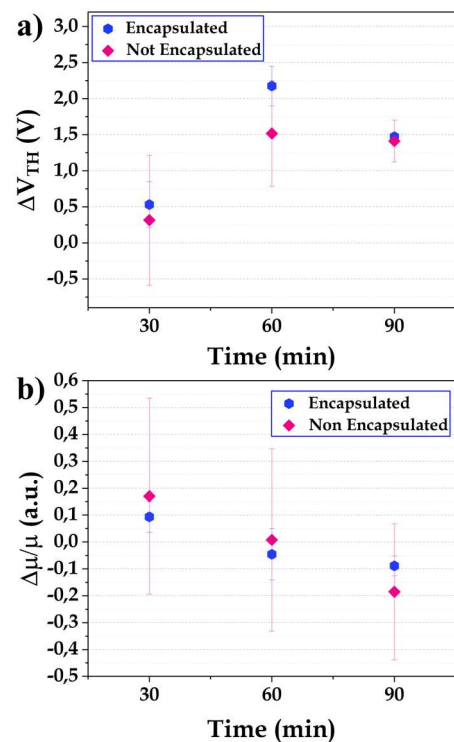 a)
Encapsulated
Not Encapsulated
3,0
2,5
2,0
1,5
1,0
0,5
0,0
-0,5
ΔV_TH (V)
30 60 90
Time (min)
b)
Encapsulated
Non Encapsulated
0,6
0,5
0,4
0,3
0,2
0,1
0,0
-0,1
-0,2
-0,3
-0,4
-0,5
Δμ/μ (a.u.)
30 60 90
Time (min)